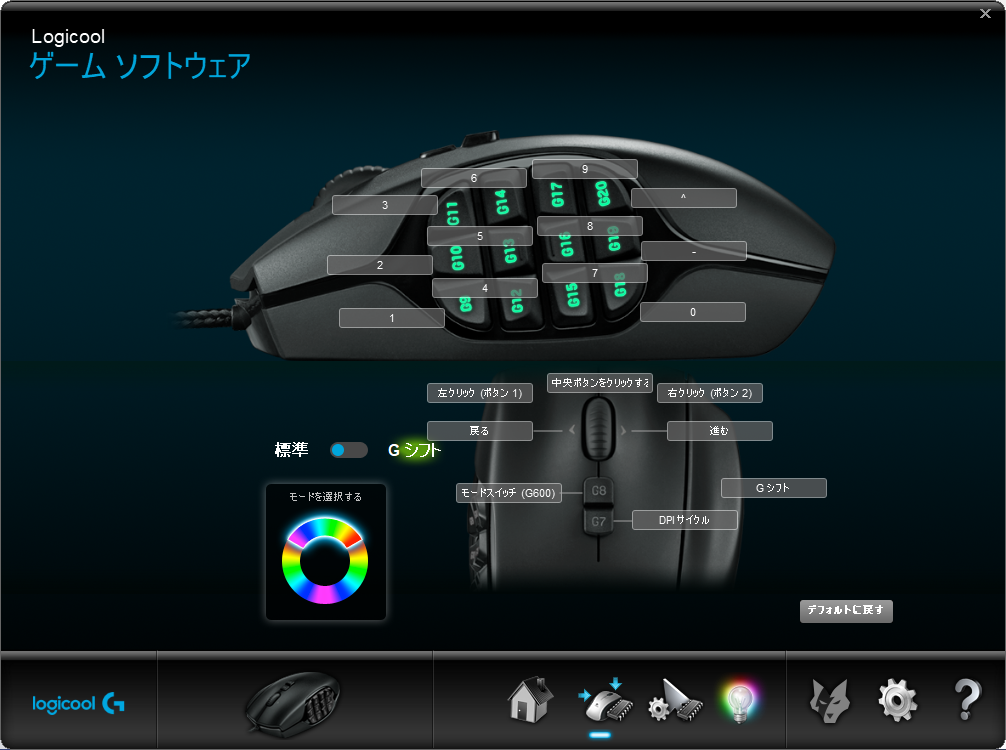 Logicool
ゲーム ソフトウェア
6
9
3
G11
G14
G17
G20
^
5
8
2
G10
G13
G16
G19
-
4
7
1
G9
G12
G15
G18
0
中央ボタンをクリックする
左クリック (ボタン 1)
右クリック (ボタン 2)
戻る
進む
標準
G シフト
モードスイッチ (G600)
G8
G シフト
G7
DPIサイクル
モードを選択する
デフォルトに戻す
logicool G
?